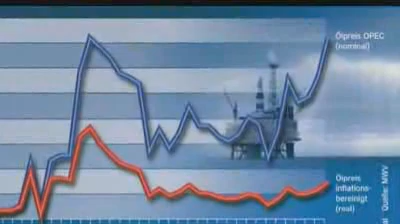 Ölpreis OPEC
(nominal)
Ölpreis
inflations-
bereinigt
(real)
Quelle: MWV